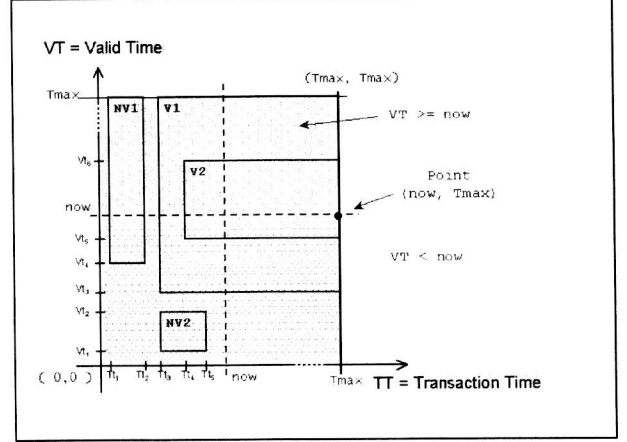 VT = Valid Time
(Tmax, Tmax)
Tmax
NV1
V1
VT >= now
V2
Vt6
Point
(now, Tmax)
now
Vt5
VT < now
Vt4
Vt3
Vt2
NV2
Vt1
( 0,0 )
Tt1
Tt2
Tt3
Tt4
Tt5
now
Tmax
TT = Transaction Time